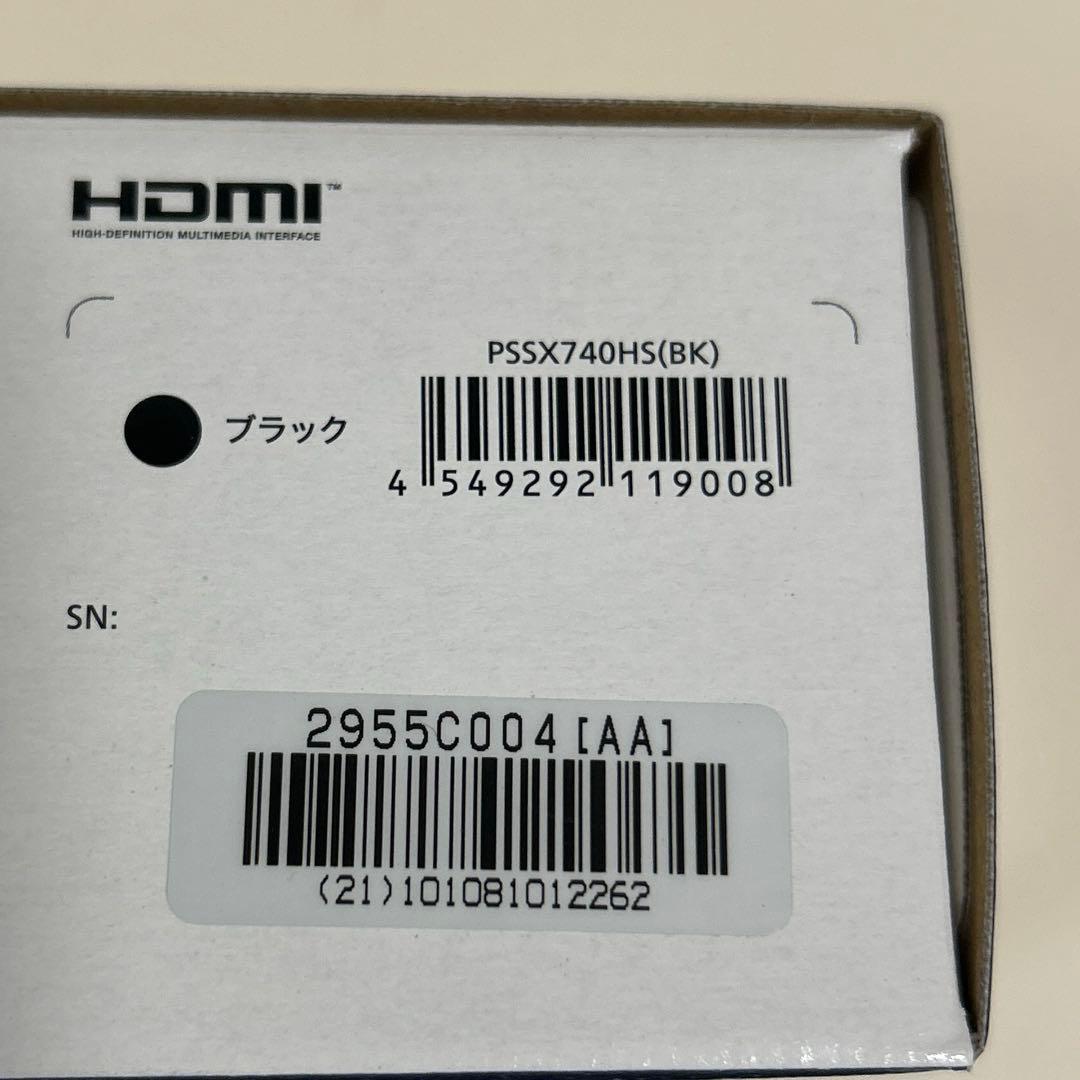 HDMI™
HIGH-DEFINITION MULTIMEDIA INTERFACE
PSSX740HS(BK)
ブラック
4 549292 119008
SN:
2955C004[AA]
(21)101081012262